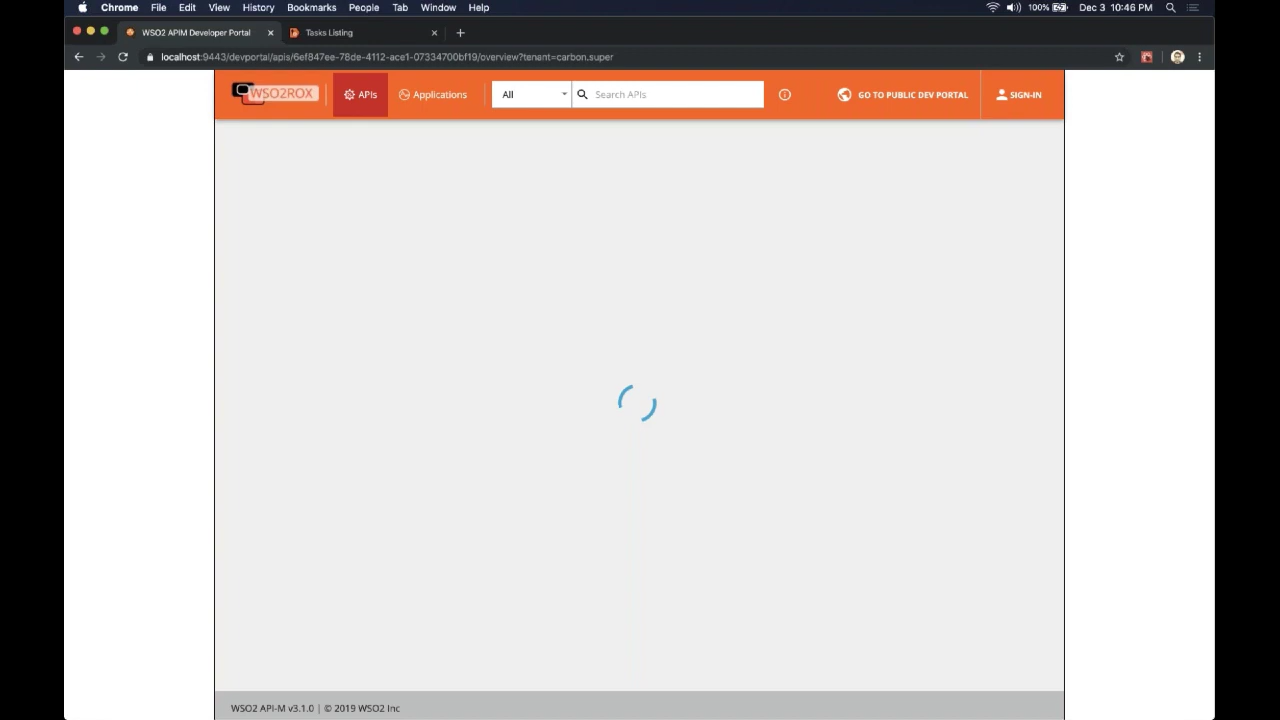 Chrome File Edit View History Bookmarks People Tab Window Help 100% Dec 3 10:46 PM
WSO2 APIM Developer Portal Tasks Listing
localhost:9443/devportal/apis/6ef847ee-78de-4112-ace1-07334700bf19/overview?tenant=carbon.super
WSO2ROX APIs Applications All Search APIs GO TO PUBLIC DEV PORTAL SIGN-IN
WSO2 API-M v3.1.0 | © 2019 WSO2 Inc